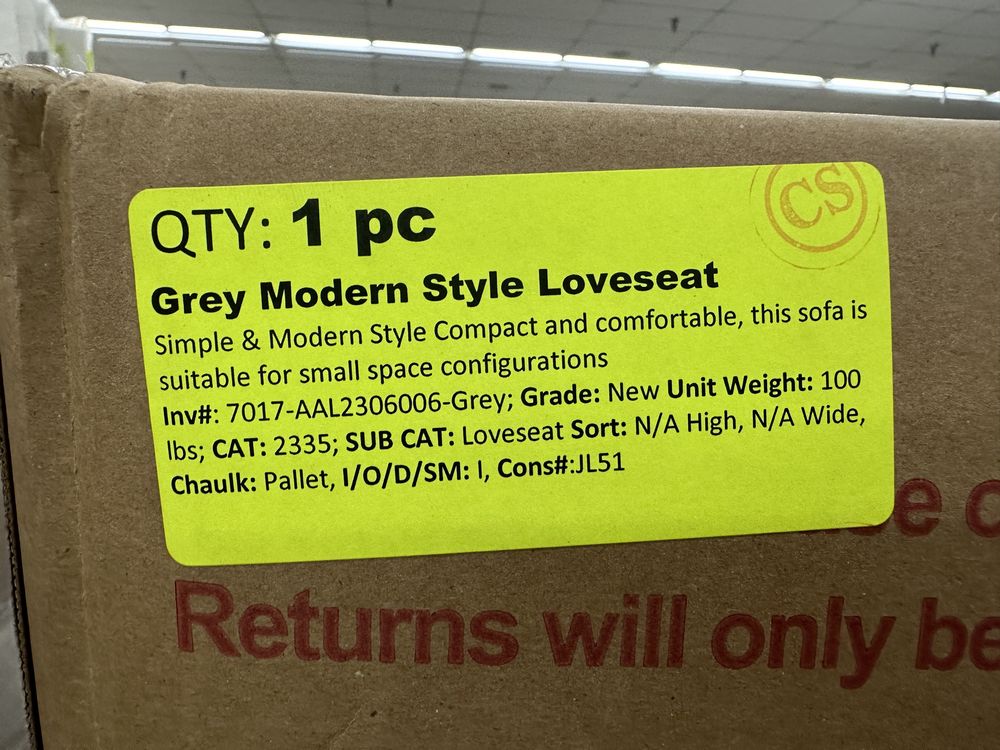 CS
QTY: 1 pc
Grey Modern Style Loveseat
Simple & Modern Style Compact and comfortable, this sofa is
suitable for small space configurations
Inv#: 7017-AAL2306006-Grey; Grade: New Unit Weight: 100
lbs; CAT: 2335; SUB CAT: Loveseat Sort: N/A High, N/A Wide,
Chaulk: Pallet, I/O/D/SM: I, Cons#:JL51
Returns will only be